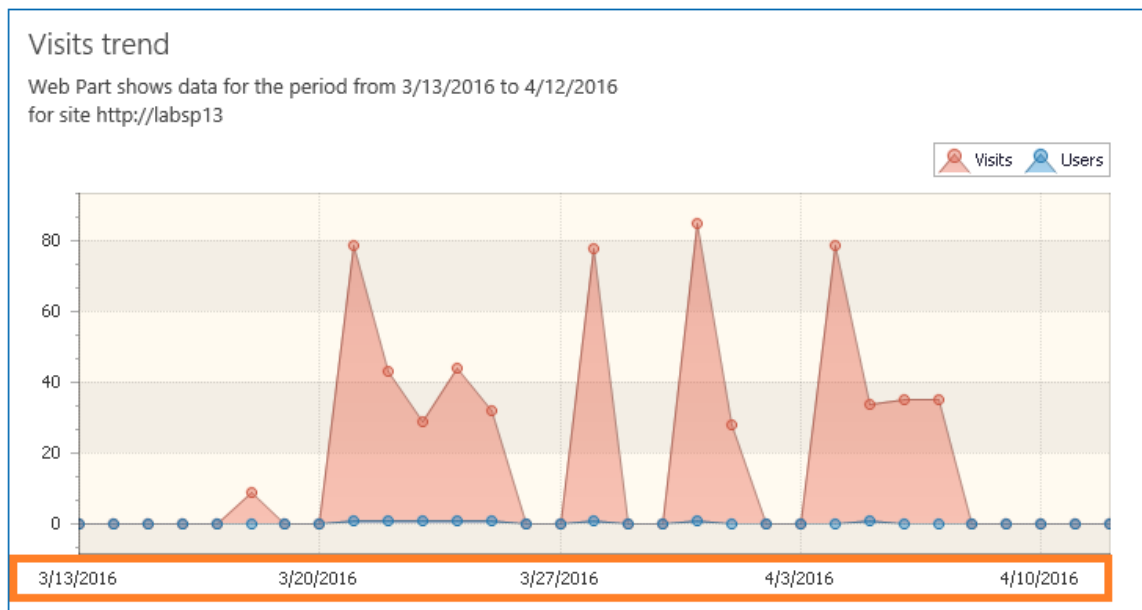 Visits trend
Web Part shows data for the period from 3/13/2016 to 4/12/2016
for site http://labsp13
Visits Users
80
60
40
20
0
3/13/2016 3/20/2016 3/27/2016 4/3/2016 4/10/2016